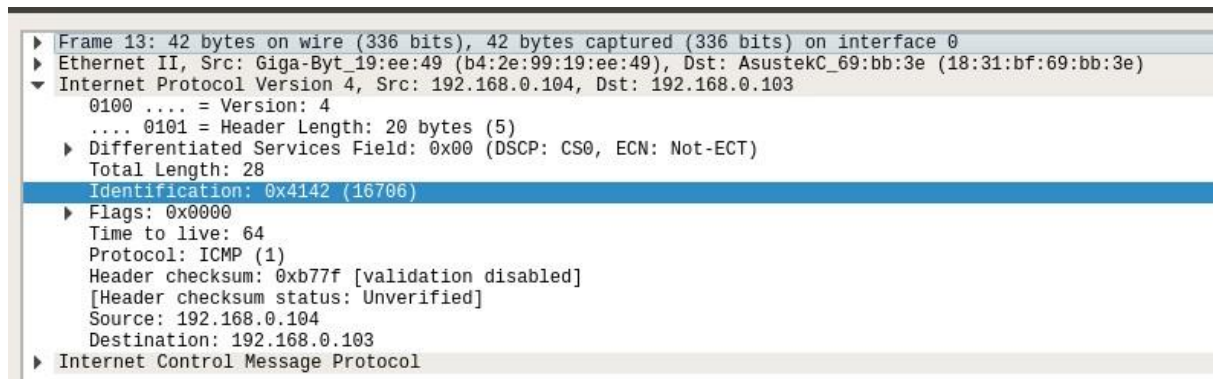 Frame 13: 42 bytes on wire (336 bits), 42 bytes captured (336 bits) on interface 0
Ethernet II, Src: Giga-Byt_19:ee:49 (b4:2e:99:19:ee:49), Dst: AsustekC_69:bb:3e (18:31:bf:69:bb:3e)
Internet Protocol Version 4, Src: 192.168.0.104, Dst: 192.168.0.103
0100 .... = Version: 4
.... 0101 = Header Length: 20 bytes (5)
Differentiated Services Field: 0x00 (DSCP: CS0, ECN: Not-ECT)
Total Length: 28
Identification: 0x4142 (16706)
Flags: 0x0000
Time to live: 64
Protocol: ICMP (1)
Header checksum: 0xb77f [validation disabled]
[Header checksum status: Unverified]
Source: 192.168.0.104
Destination: 192.168.0.103
Internet Control Message Protocol